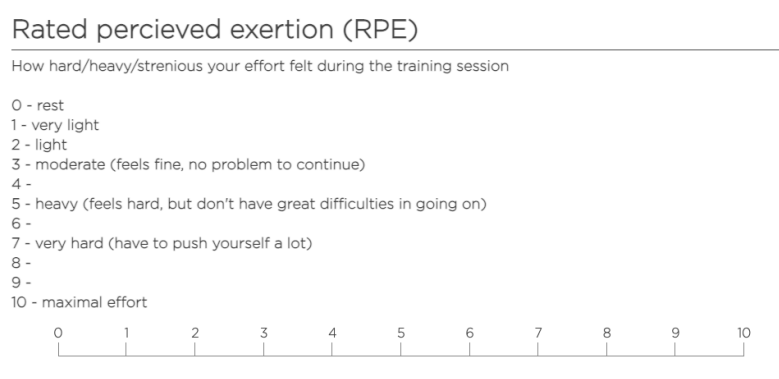 Rated percieved exertion (RPE)
How hard/heavy/strenious your effort felt during the training session
0 - rest
1 - very light
2 - light
3 - moderate (feels fine, no problem to continue)
4 -
5 - heavy (feels hard, but don't have great difficulties in going on)
6 -
7 - very hard (have to push yourself a lot)
8 -
9 -
10 - maximal effort
0 1 2 3 4 5 6 7 8 9 10